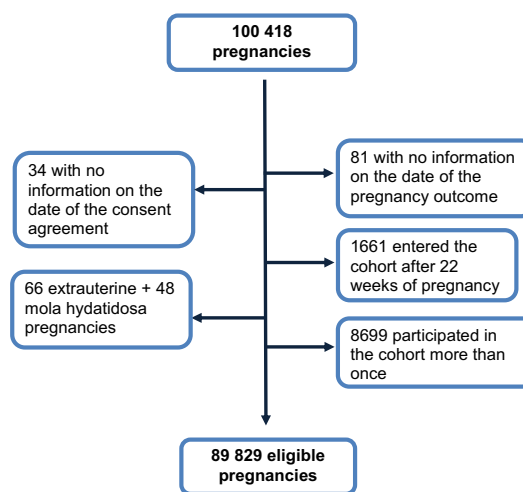 100 418
pregnancies
34 with no
information on the
date of the consent
agreement
81 with no information
on the date of the
pregnancy outcome
1661 entered the
cohort after 22
weeks of pregnancy
66 extrauterine + 48
mola hydatidosa
pregnancies
8699 participated in
the cohort more than
once
89 829 eligible
pregnancies